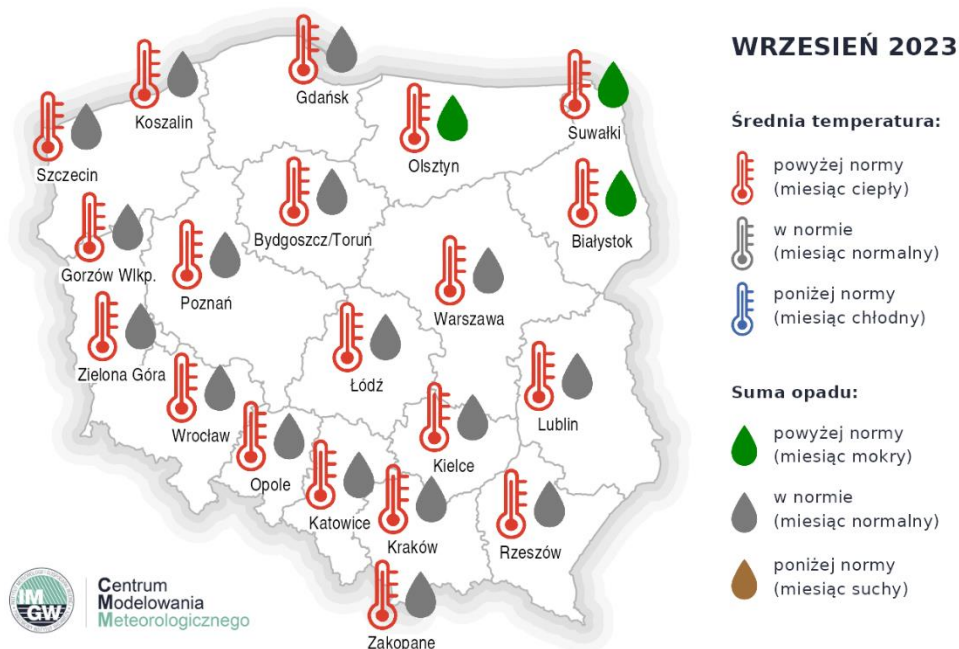 WRZESIEŃ 2023
Gdańsk
Koszalin
Suwałki
Olsztyn
Szczecin
Bydgoszcz/Toruń
Białystok
Gorzów Wlkp.
Poznań
Warszawa
Zielona Góra
Łódź
Wrocław
Lublin
Kielce
Opole
Katowice
Kraków
Rzeszów
Zakopane
Średnia temperatura:
powyżej normy
(miesiąc ciepły)
w normie
(miesiąc normalny)
poniżej normy
(miesiąc chłodny)
Suma opadu:
powyżej normy
(miesiąc mokry)
w normie
(miesiąc normalny)
poniżej normy
(miesiąc suchy)
IM
GW
Centrum
Modelowania
Meteorologicznego